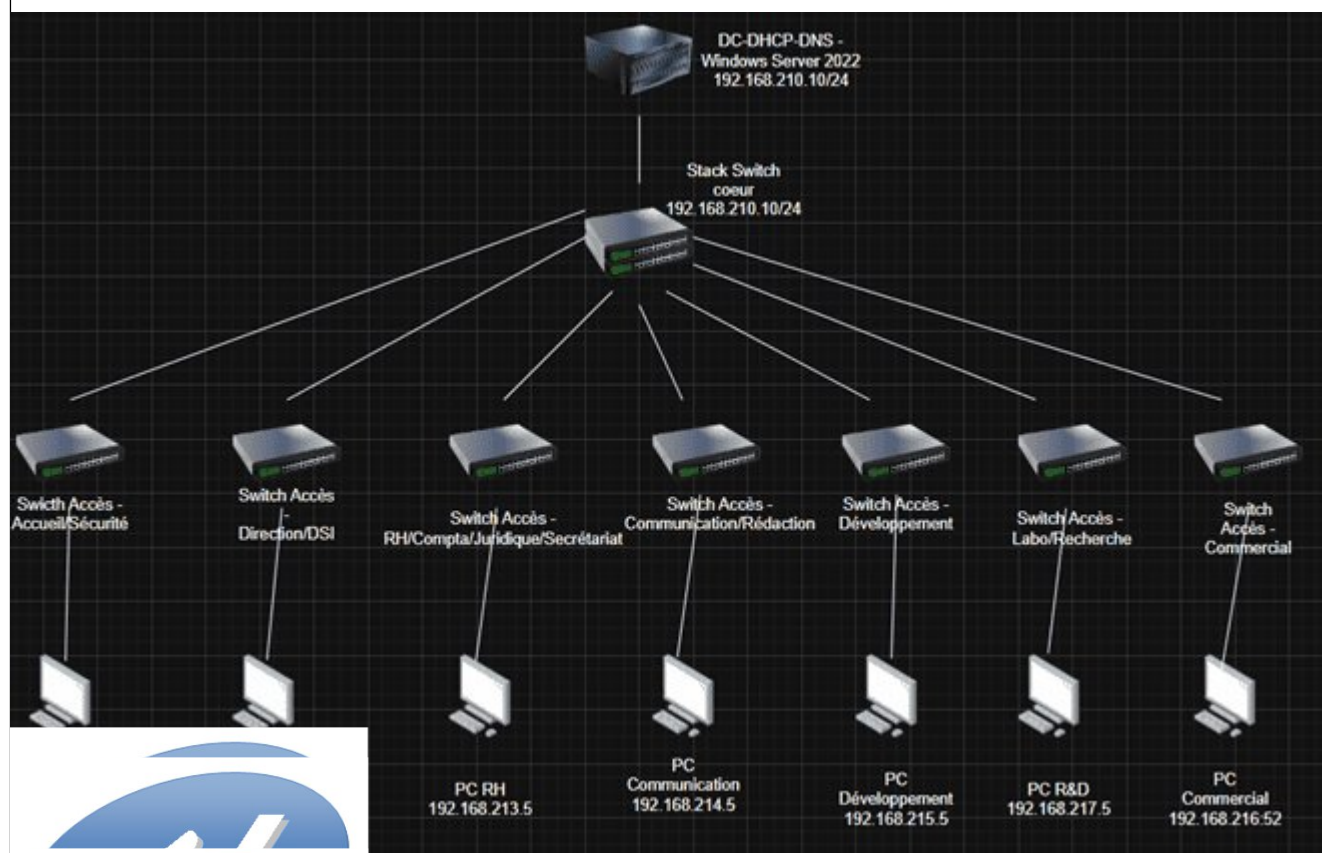 DC-DHCP-DNS -
Windows Server 2022
192.168.210.10/24
Stack Switch
coeur
192.168.210.10/24
Swicth Accès -
Accueil/Sécurité
Switch Accès
-
Direction/DSI
Switch Accès -
RH/Compta/Juridique/Secrétariat
Switch Accès -
Communication/Rédaction
Switch Accès -
Développement
Switch Accès -
Labo/Recherche
Switch
Accès -
Commercial
PC RH
192.168.213.5
PC
Communication
192.168.214.5
PC
Développement
192.168.215.5
PC R&D
192.168.217.5
PC
Commercial
192.168.216:52